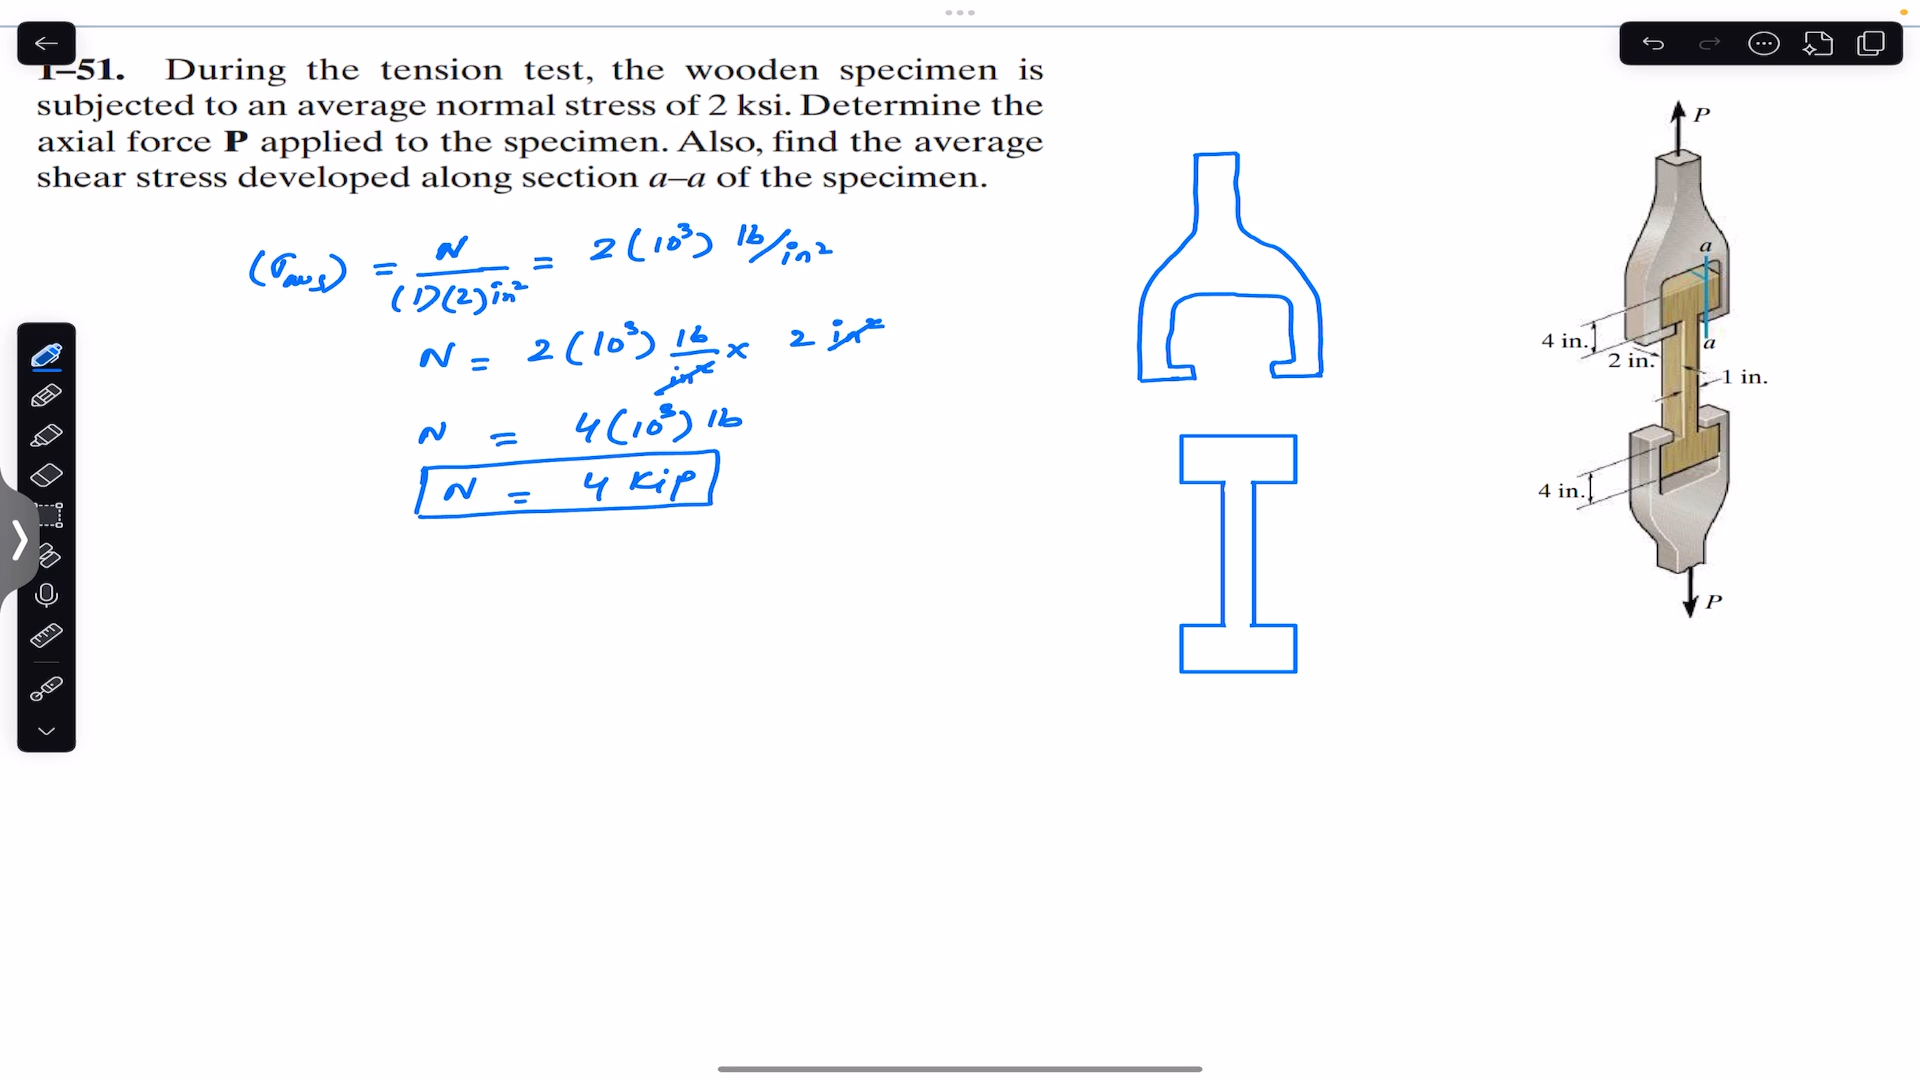 1–51. During the tension test, the wooden specimen is
subjected to an average normal stress of 2 ksi. Determine the
axial force P applied to the specimen. Also, find the average
shear stress developed along section a–a of the specimen.
(σavg) = N / (1)(2)in² = 2(10³) lb/in²
N = 2(10³) lb/in² × 2 in²
N = 4(10³) lb
N = 4 Kip
P
a
4 in.
a
2 in.
1 in.
4 in.
P